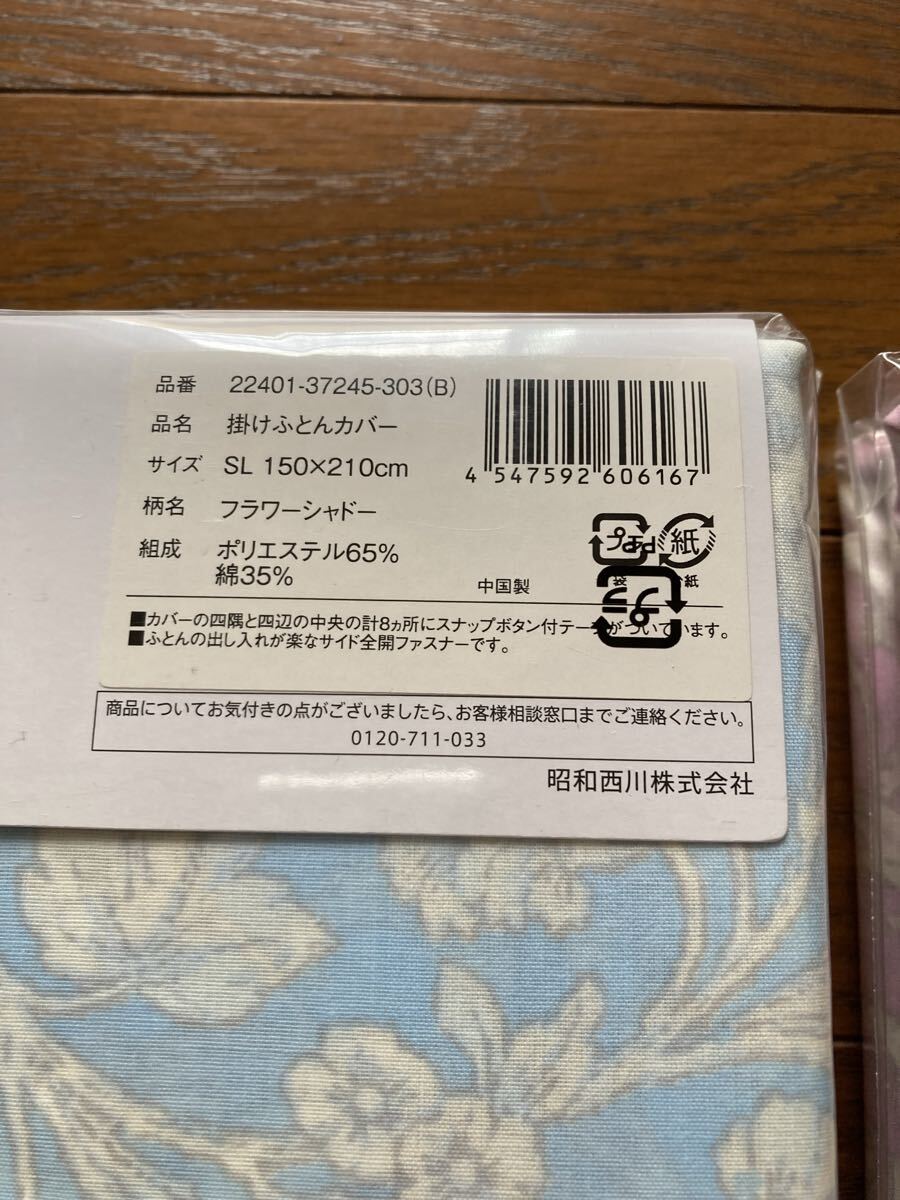 品番 22401-37245-303(B)
品名 掛けふとんカバー
サイズ SL 150×210cm
柄名 フラワーシャドー
組成 ポリエステル65%
綿35%
中国製
4 547592 606167
プラ PE PP 紙
袋 紙
プラ
■カバーの四隅と四辺の中央の計8ヵ所にスナップボタン付テープがついています。
■ふとんの出し入れが楽なサイド全開ファスナーです。
商品についてお気付きの点がございましたら、お客様相談窓口までご連絡ください。
0120-711-033
昭和西川株式会社